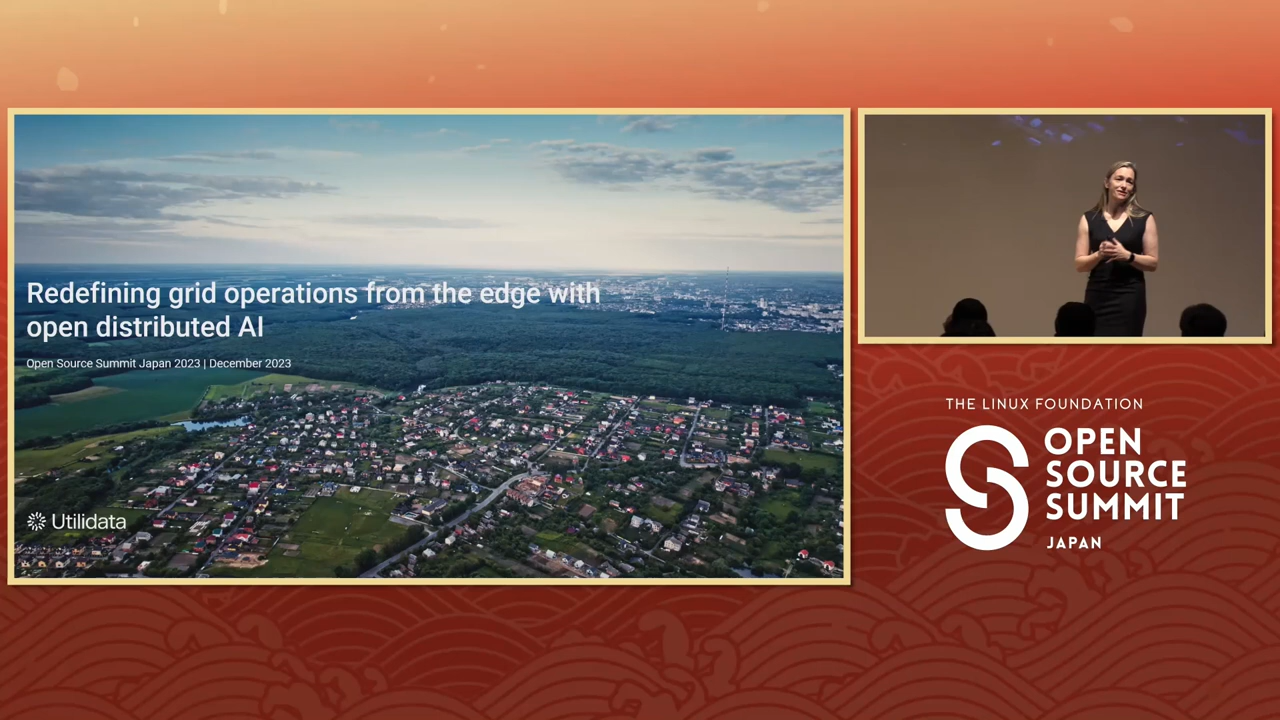 Redefining grid operations from the edge with
open distributed AI
Open Source Summit Japan 2023 | December 2023
Utilidata
THE LINUX FOUNDATION
OPEN
SOURCE
SUMMIT
JAPAN